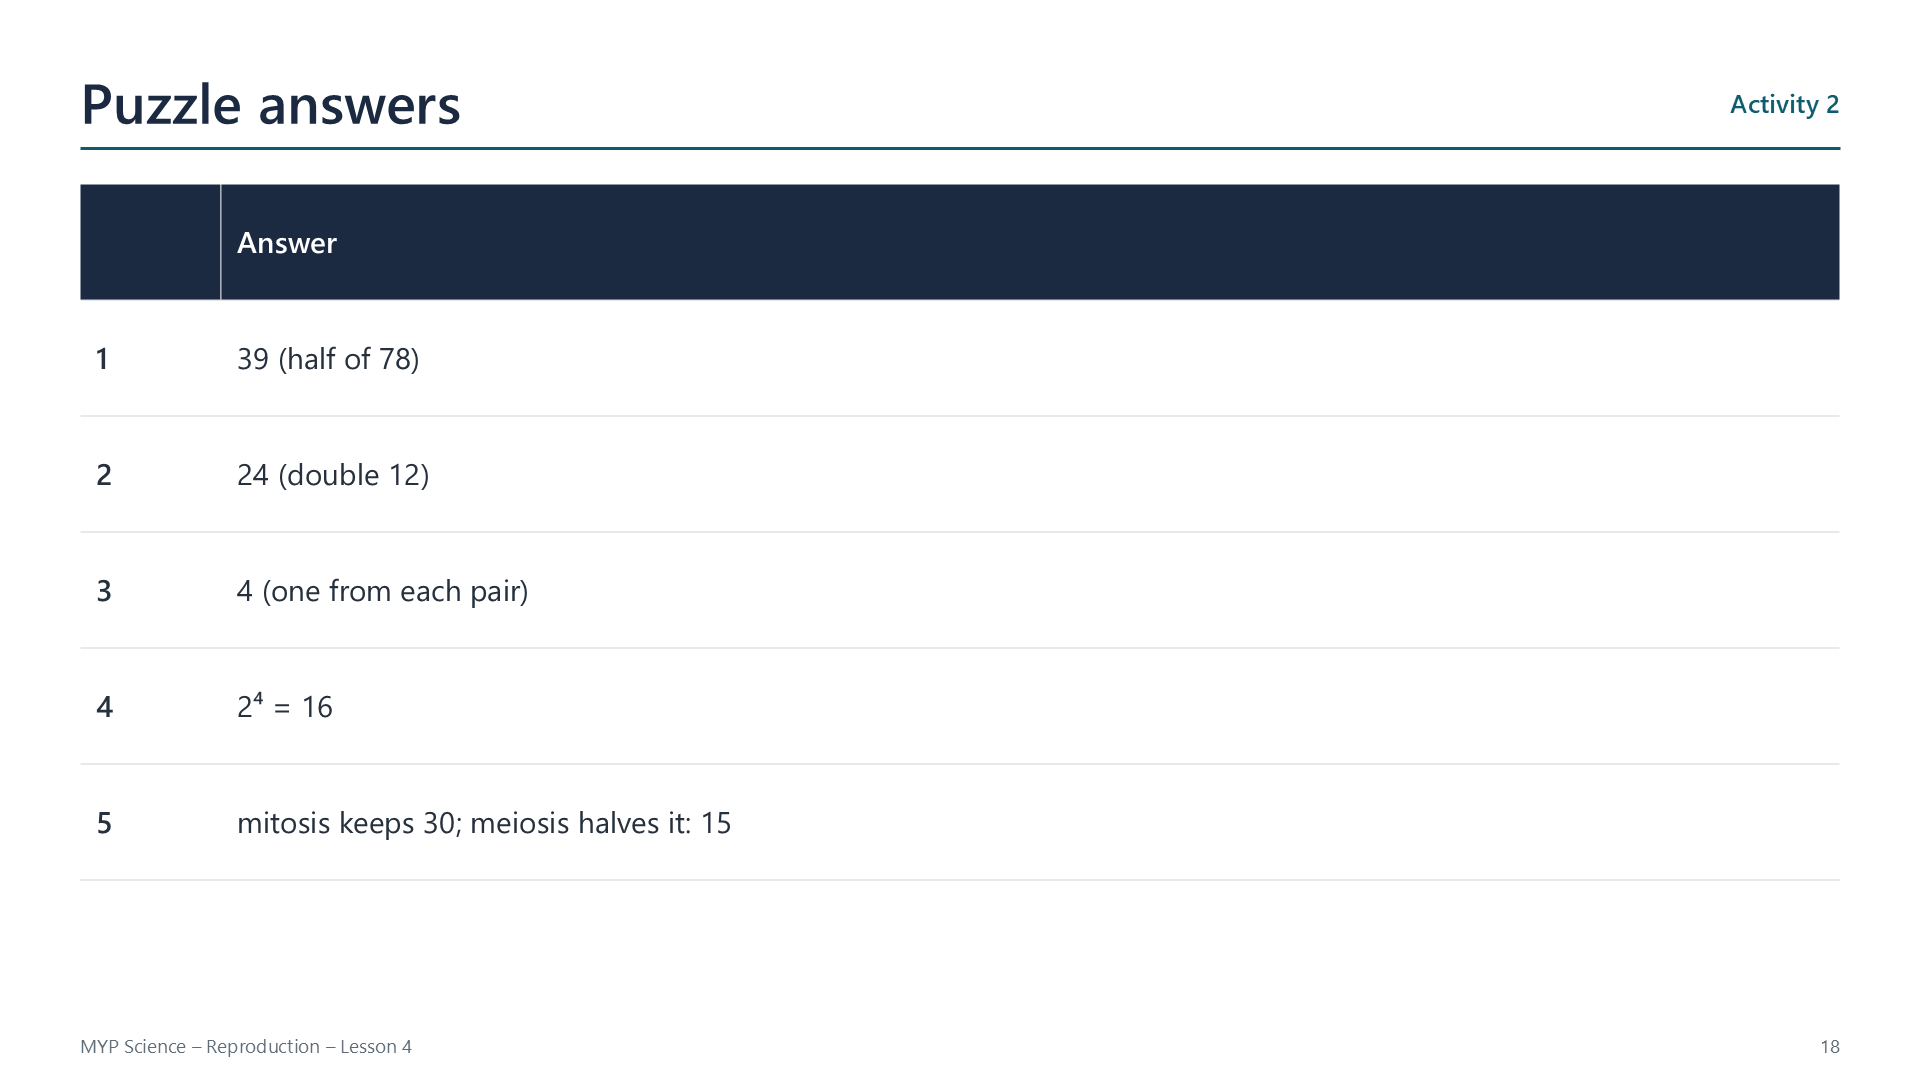 Puzzle answers
Activity 2
Answer
1 39 (half of 78)
2 24 (double 12)
3 4 (one from each pair)
4 2⁴ = 16
5 mitosis keeps 30; meiosis halves it: 15
MYP Science – Reproduction – Lesson 4
18